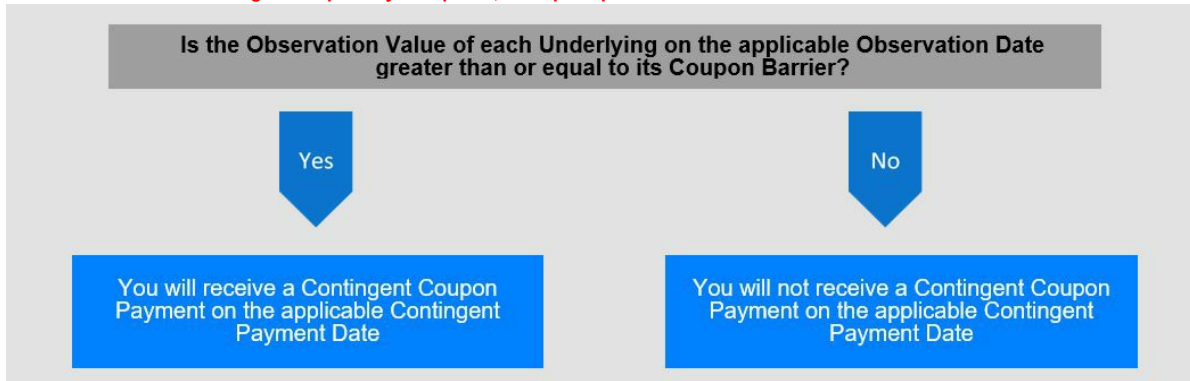 Is the Observation Value of each Underlying on the applicable Observation Date
greater than or equal to its Coupon Barrier?
Yes
No
You will receive a Contingent Coupon
Payment on the applicable Contingent
Payment Date
You will not receive a Contingent Coupon
Payment on the applicable Contingent
Payment Date